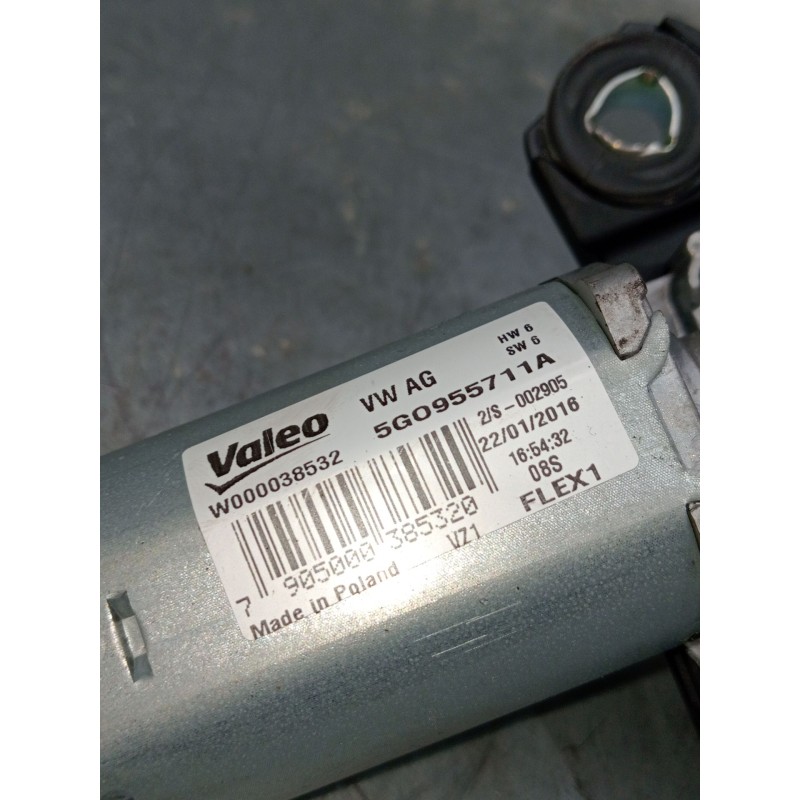 HW 6
SW 6
Valeo
VW AG
5G0955711A
W000038532
2/S-002905
22/01/2016
16:54:32
08S
FLEX1
7 905000 385320
VZ1
Made in Poland